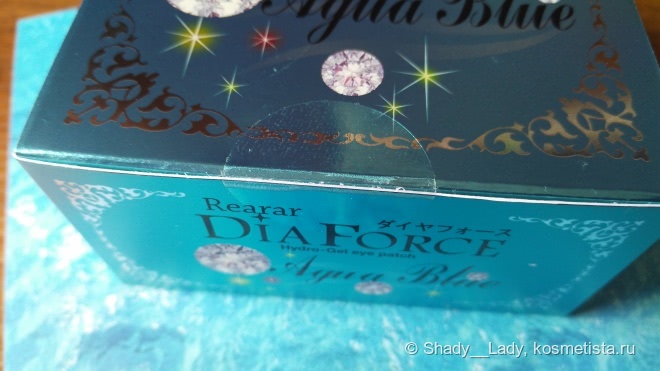 Aqua Blue
Rearar
ダイヤフォース
DIAFORCE
Hydro-Gel eye patch
Aqua Blue
© Shady__Lady, kosmetista.ru